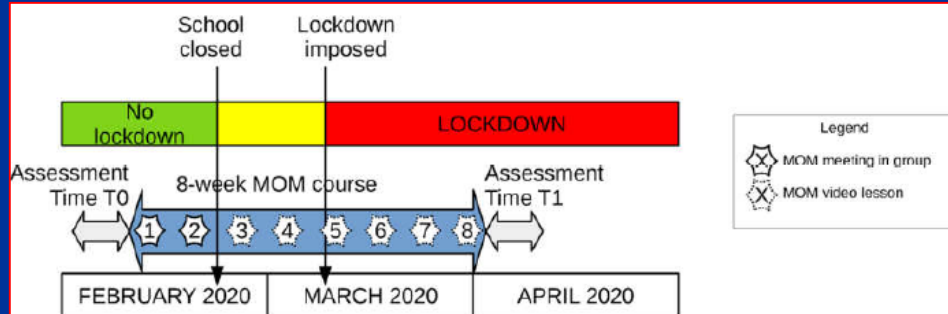 School
closed
Lockdown
imposed
No
lockdown
LOCKDOWN
Assessment
Time T0
8-week MOM course
Assessment
Time T1
1 2 3 4 5 6 7 8
FEBRUARY 2020 MARCH 2020 APRIL 2020
Legend
X MOM meeting in group
X MOM video lesson